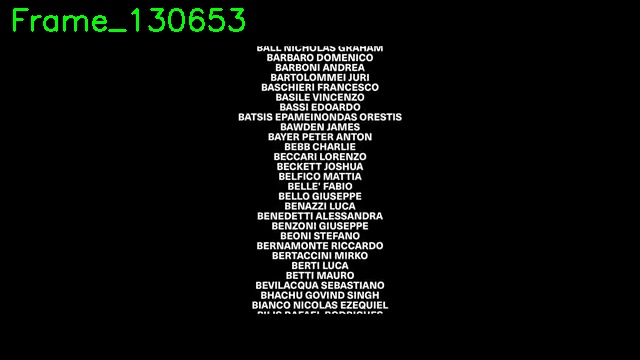 Frame_130653
BALL NICHOLAS GRAHAM
BARBARO DOMENICO
BARBONI ANDREA
BARTOLOMMEI JURI
BASCHIERI FRANCESCO
BASILE VINCENZO
BASSI EDOARDO
BATSIS EPAMEINONDAS ORESTIS
BAWDEN JAMES
BAYER PETER ANTON
BEBB CHARLIE
BECCARI LORENZO
BECKETT JOSHUA
BELFICO MATTIA
BELLE' FABIO
BELLO GIUSEPPE
BENAZZI LUCA
BENEDETTI ALESSANDRA
BENZONI GIUSEPPE
BEONI STEFANO
BERNAMONTE RICCARDO
BERTACCINI MIRKO
BERTI LUCA
BETTI MAURO
BEVILACQUA SEBASTIANO
BHACHU GOVIND SINGH
BIANCO NICOLAS EZEQUIEL